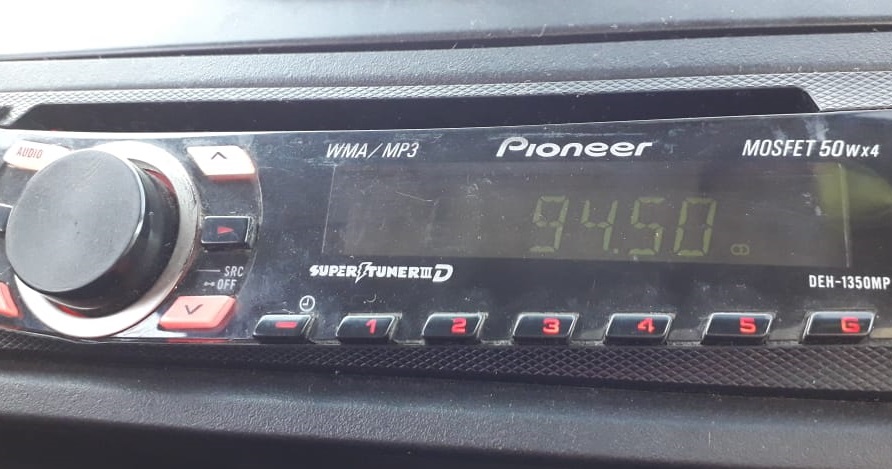 AUDIO
WMA/MP3
Pioneer
MOSFET 50Wx4
94.50
SUPER TUNER III D
SRC
OFF
DEH-1350MP
1 2 3 4 5 6